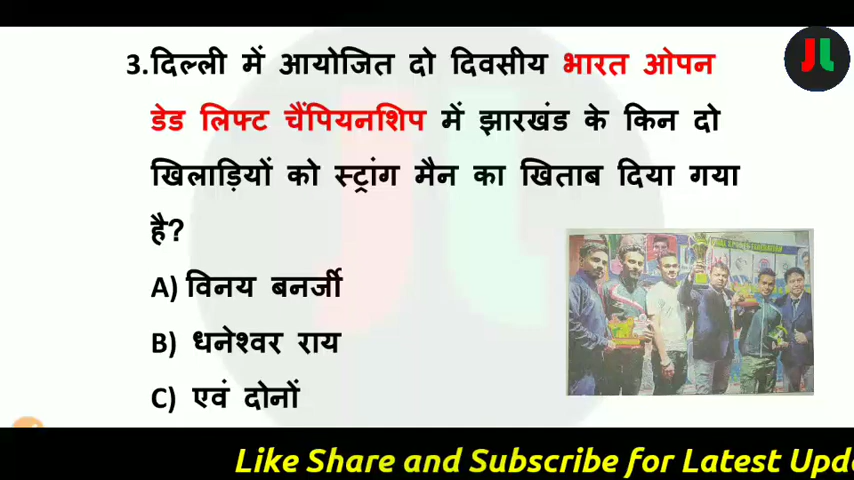 JL
3.दिल्ली में आयोजित दो दिवसीय भारत ओपन
डेड लिफ्ट चैंपियनशिप में झारखंड के किन दो
खिलाड़ियों को स्ट्रांग मैन का खिताब दिया गया
है?
A) विनय बनर्जी
B) धनेश्वर राय
C) एवं दोनों
Like Share and Subscribe for Latest Upd